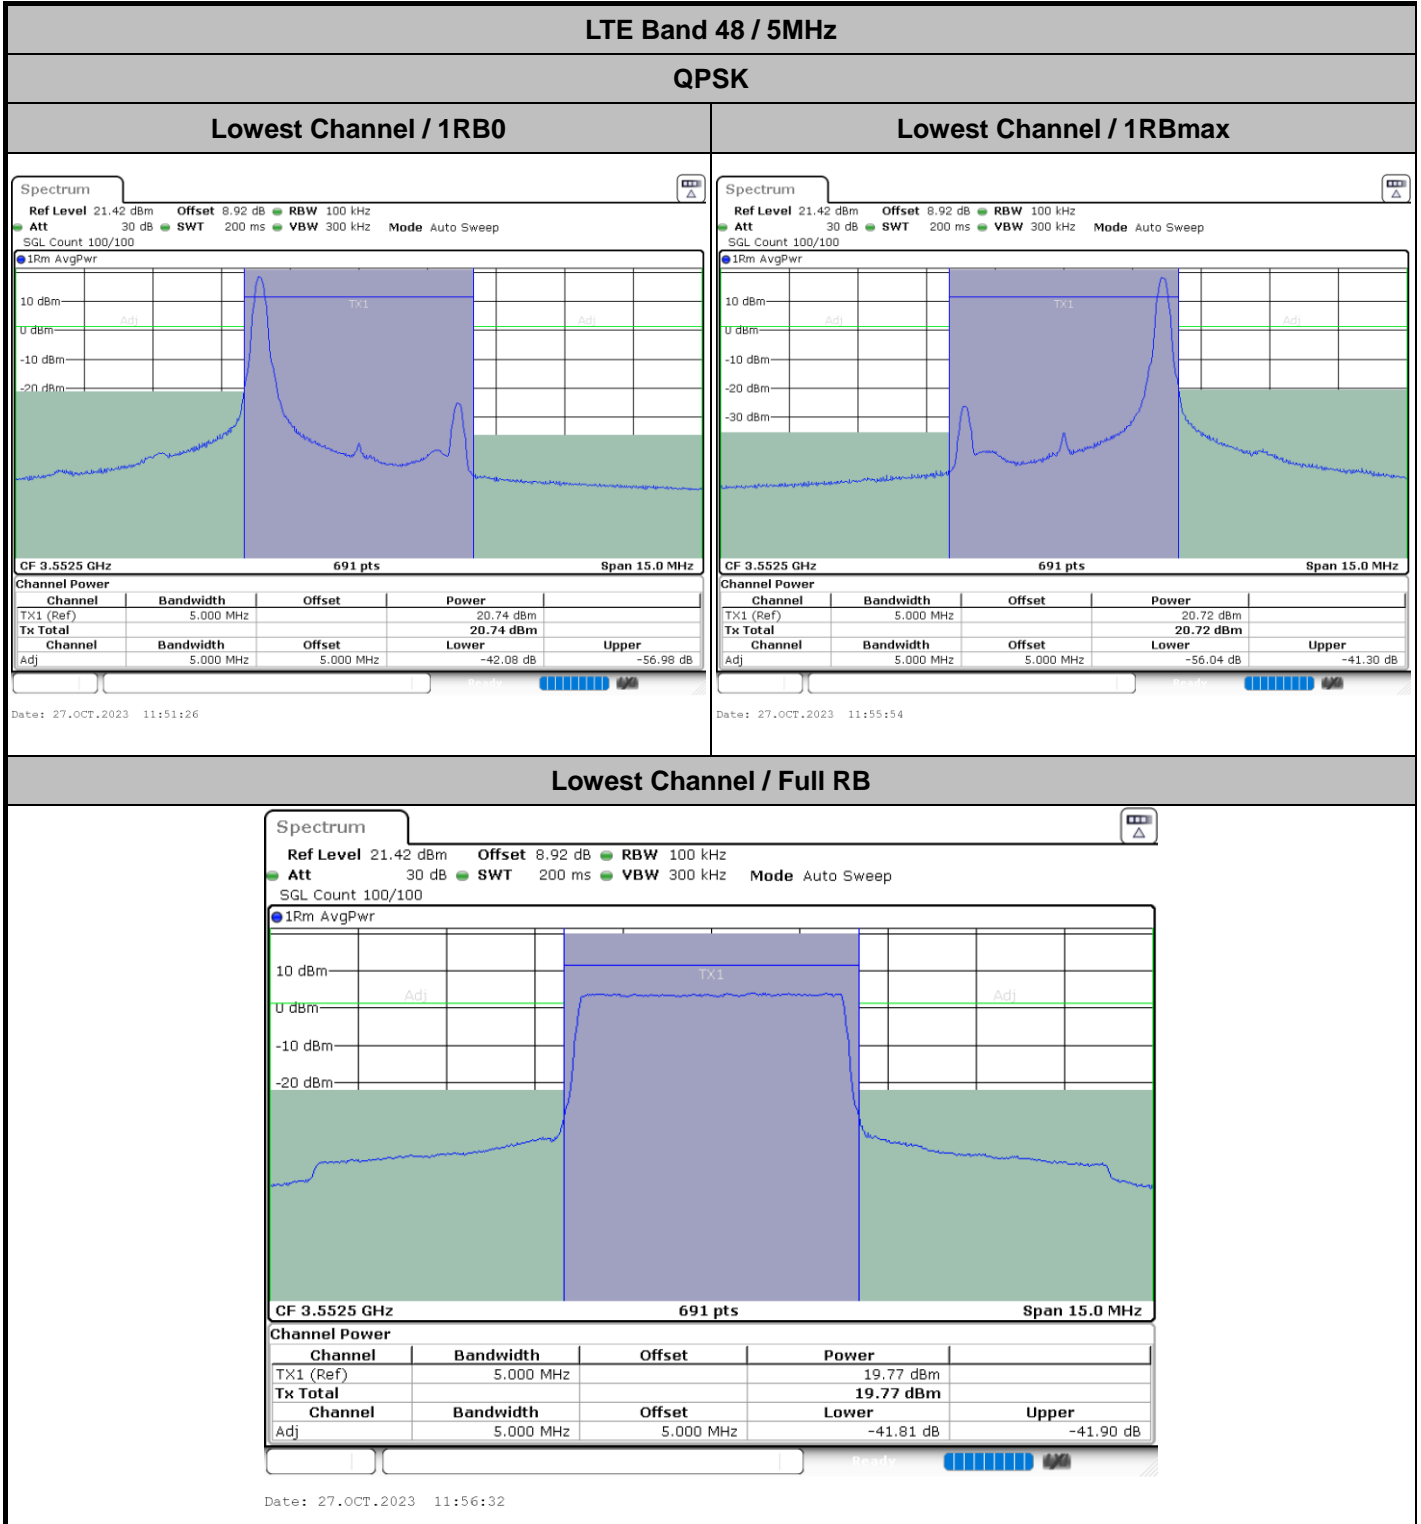 LTE Band 48 / 5MHz
QPSK
Lowest Channel / 1RB0
Lowest Channel / 1RBmax
Spectrum
Ref Level 21.42 dBm Offset 8.92 dB RBW 100 kHz
Att 30 dB SWT 200 ms VBW 300 kHz Mode Auto Sweep
SGL Count 100/100
1Rm AvgPwr
10 dBm
TX1
Adj
Adj
0 dBm
-10 dBm
-20 dBm
CF 3.5525 GHz 691 pts Span 15.0 MHz
Channel Power
Channel Bandwidth Offset Power
TX1 (Ref) 5.000 MHz 20.74 dBm
Tx Total 20.74 dBm
Channel Bandwidth Offset Lower Upper
Adj 5.000 MHz 5.000 MHz -42.08 dB -56.98 dB
Date: 27.OCT.2023 11:51:26
Spectrum
Ref Level 21.42 dBm Offset 8.92 dB RBW 100 kHz
Att 30 dB SWT 200 ms VBW 300 kHz Mode Auto Sweep
SGL Count 100/100
1Rm AvgPwr
10 dBm
TX1
Adj
Adj
0 dBm
-10 dBm
-20 dBm
-30 dBm
CF 3.5525 GHz 691 pts Span 15.0 MHz
Channel Power
Channel Bandwidth Offset Power
TX1 (Ref) 5.000 MHz 20.72 dBm
Tx Total 20.72 dBm
Channel Bandwidth Offset Lower Upper
Adj 5.000 MHz 5.000 MHz -56.04 dB -41.30 dB
Ready
Date: 27.OCT.2023 11:55:54
Lowest Channel / Full RB
Spectrum
Ref Level 21.42 dBm Offset 8.92 dB RBW 100 kHz
Att 30 dB SWT 200 ms VBW 300 kHz Mode Auto Sweep
SGL Count 100/100
1Rm AvgPwr
10 dBm
TX1
Adj
Adj
0 dBm
-10 dBm
-20 dBm
CF 3.5525 GHz 691 pts Span 15.0 MHz
Channel Power
Channel Bandwidth Offset Power
TX1 (Ref) 5.000 MHz 19.77 dBm
Tx Total 19.77 dBm
Channel Bandwidth Offset Lower Upper
Adj 5.000 MHz 5.000 MHz -41.81 dB -41.90 dB
Ready
Date: 27.OCT.2023 11:56:32